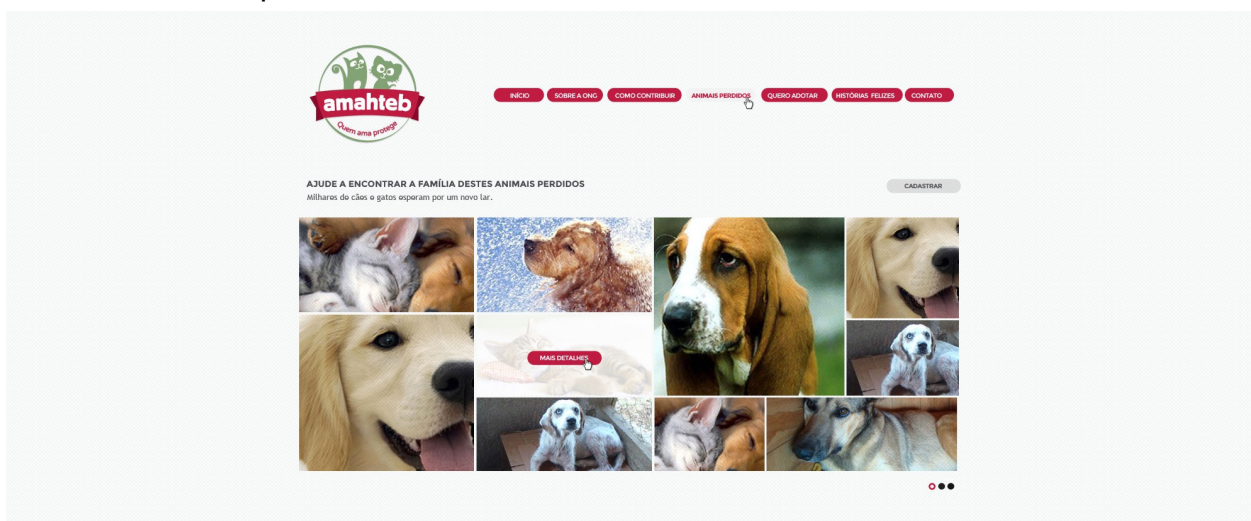 amahteb
Quem ama protege
INÍCIO
SOBRE A ONG
COMO CONTRIBUIR
ANIMAIS PERDIDOS
QUERO ADOTAR
HISTÓRIAS FELIZES
CONTATO
AJUDE A ENCONTRAR A FAMÍLIA DESTES ANIMAIS PERDIDOS
CADASTRAR
Milhares de cães e gatos esperam por um novo lar.
MAIS DETALHES